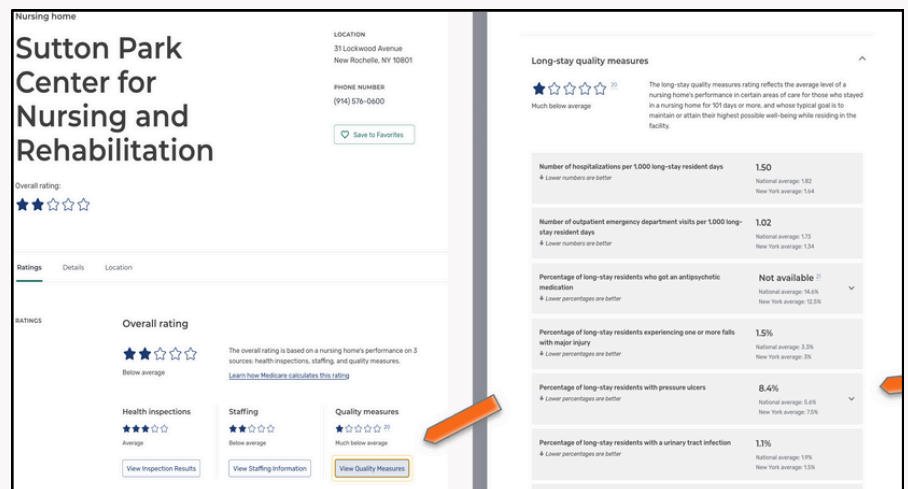 Nursing home
Sutton Park
Center for
Nursing and
Rehabilitation
Overall rating:
LOCATION
31 Lockwood Avenue
New Rochelle, NY 10801
PHONE NUMBER
(914) 576-0600
Save to Favorites
Ratings Details Location
RATINGS
Overall rating
Below average
The overall rating is based on a nursing home's performance on 3
sources: health inspections, staffing, and quality measures.
Learn how Medicare calculates this rating
Health inspections
Average
View Inspection Results
Staffing
Below average
View Staffing Information
Quality measures
20
Much below average
View Quality Measures
Long-stay quality measures
20
Much below average
The long-stay quality measures rating reflects the average level of a
nursing home's performance in certain areas of care for those who stayed
in a nursing home for 101 days or more, and whose typical goal is to
maintain or attain their highest possible well-being while residing in the
facility.
Number of hospitalizations per 1,000 long-stay resident days
Lower numbers are better
1.50
National average: 1.82
New York average: 1.64
Number of outpatient emergency department visits per 1,000 long-
stay resident days
Lower numbers are better
1.02
National average: 1.73
New York average: 1.34
Percentage of long-stay residents who got an antipsychotic
medication
Lower percentages are better
Not available 21
National average: 14.6%
New York average: 12.5%
Percentage of long-stay residents experiencing one or more falls
with major injury
Lower percentages are better
1.5%
National average: 3.3%
New York average: 3%
Percentage of long-stay residents with pressure ulcers
Lower percentages are better
8.4%
National average: 5.6%
New York average: 7.5%
Percentage of long-stay residents with a urinary tract infection
Lower percentages are better
1.1%
National average: 1.9%
New York average: 1.5%